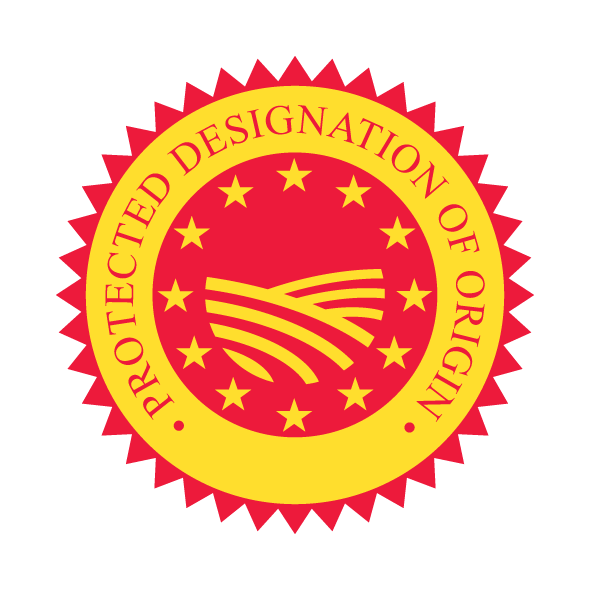 • PROTECTED DESIGNATION OF ORIGIN •